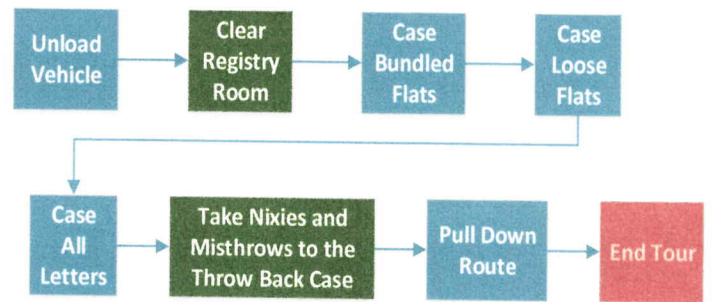 Unload
Vehicle
Clear
Registry
Room
Case
Bundled
Flats
Case
Loose
Flats
Case
All
Letters
Take Nixies and
Misthrows to the
Throw Back Case
Pull Down
Route
End Tour